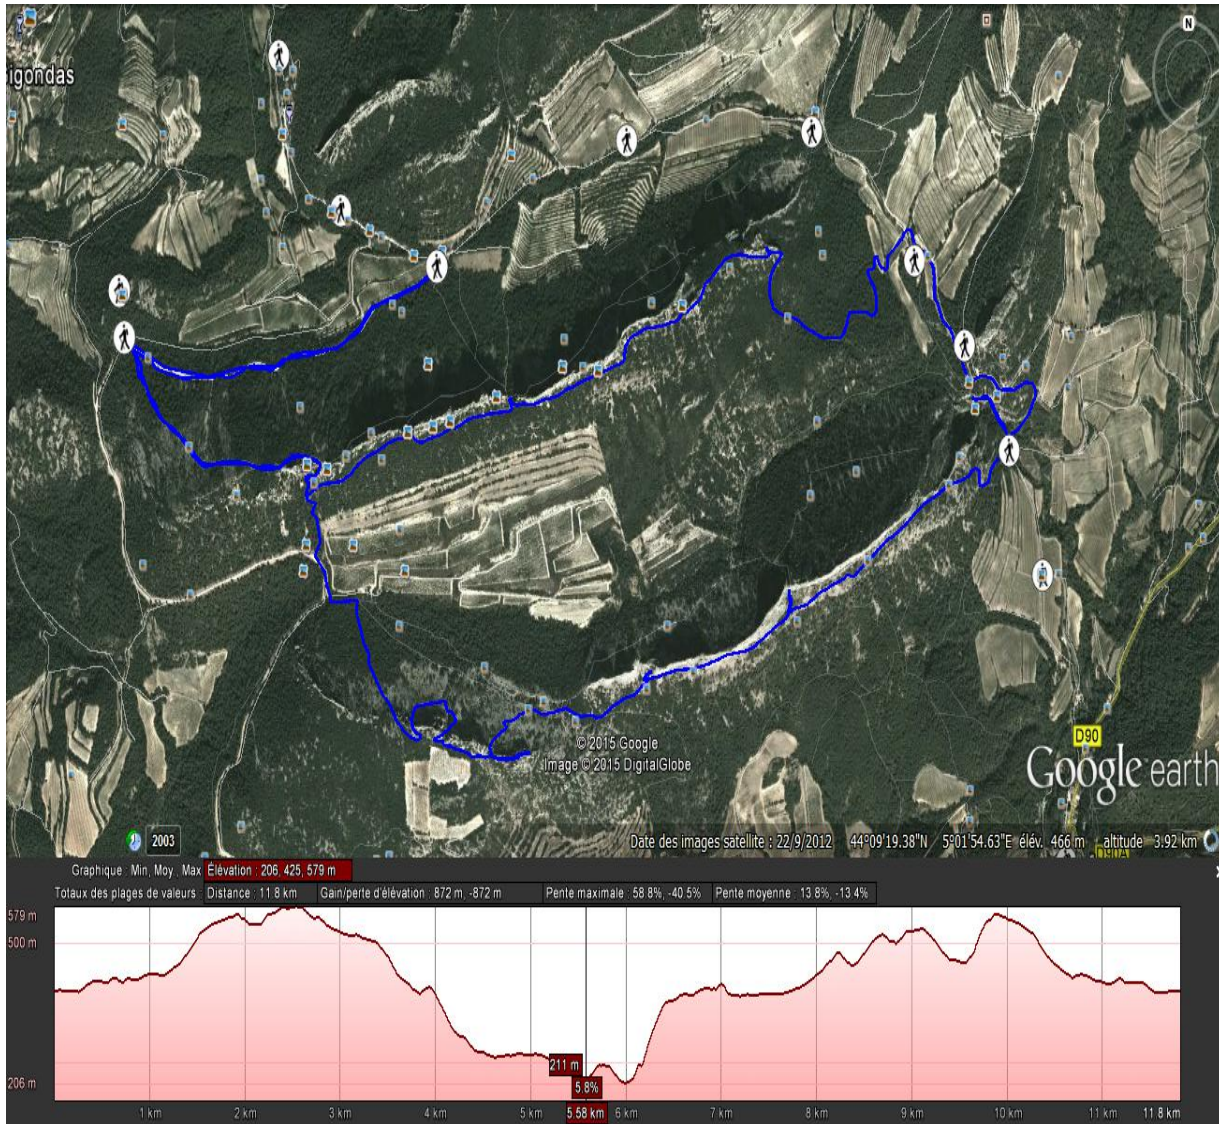 N
igondas
© 2015 Google
Image © 2015 DigitalGlobe
D90
Google earth
2003
Date des images satellite : 22/9/2012 44°09'19.38"N 5°01'54.63"E élév. 466 m altitude 3.92 km
D90A
Graphique : Min, Moy., Max Élévation : 206, 425, 579 m
Totaux des plages de valeurs : Distance : 11.8 km Gain/perte d'élévation : 872 m, -872 m Pente maximale : 58.8%, -40.5% Pente moyenne : 13.8%, -13.4%
579 m
500 m
211 m
206 m
5.8%
1 km 2 km 3 km 4 km 5 km 5.58 km 6 km 7 km 8 km 9 km 10 km 11 km 11.8 km